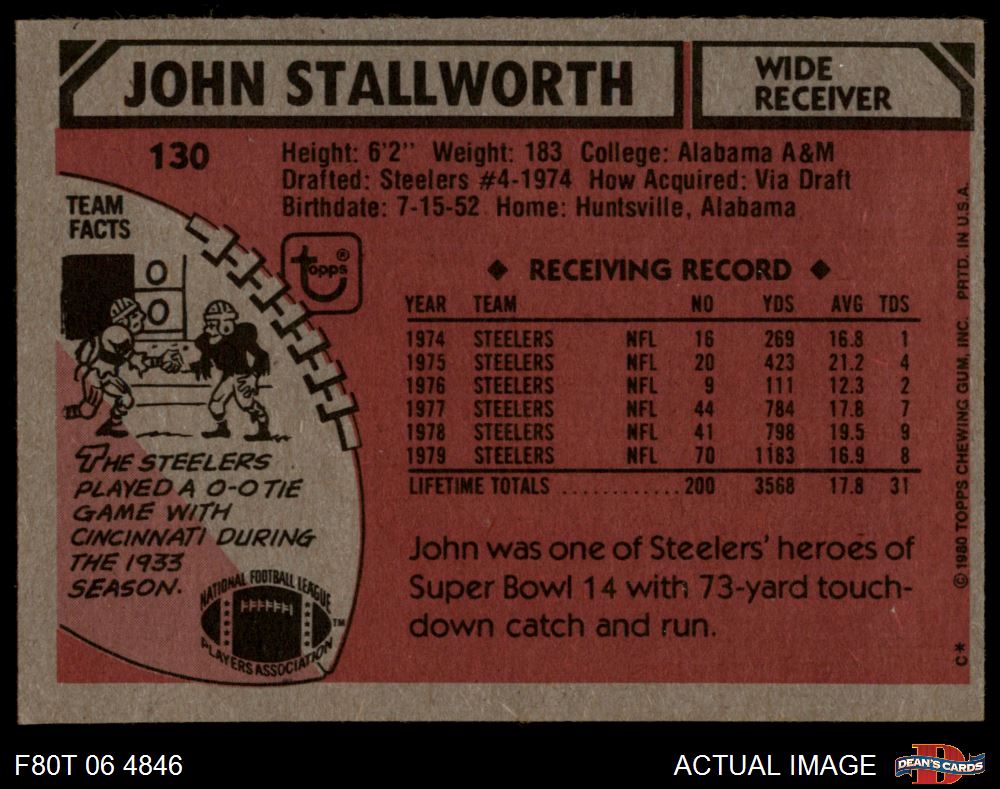 JOHN STALLWORTH
WIDE
RECEIVER
130
Height: 6'2" Weight: 183 College: Alabama A&M
Drafted: Steelers #4-1974 How Acquired: Via Draft
Birthdate: 7-15-52 Home: Huntsville, Alabama
TEAM
FACTS
0
0
topps®
◆ RECEIVING RECORD ◆
YEAR TEAM NO YDS AVG TDS
1974 STEELERS NFL 16 269 16.8 1
1975 STEELERS NFL 20 423 21.2 4
1976 STEELERS NFL 9 111 12.3 2
1977 STEELERS NFL 44 784 17.8 7
1978 STEELERS NFL 41 798 19.5 9
1979 STEELERS NFL 70 1183 16.9 8
LIFETIME TOTALS ............200 3568 17.8 31
THE STEELERS
PLAYED A 0-0 TIE
GAME WITH
CINCINNATI DURING
THE 1933
SEASON.
NATIONAL FOOTBALL LEAGUE
PLAYERS ASSOCIATION
TM
John was one of Steelers' heroes of
Super Bowl 14 with 73-yard touch-
down catch and run.
© 1980 TOPPS CHEWING GUM, INC. PRTD. IN U.S.A.
C*
F80T 06 4846
ACTUAL IMAGE
DEAN'S CARDS